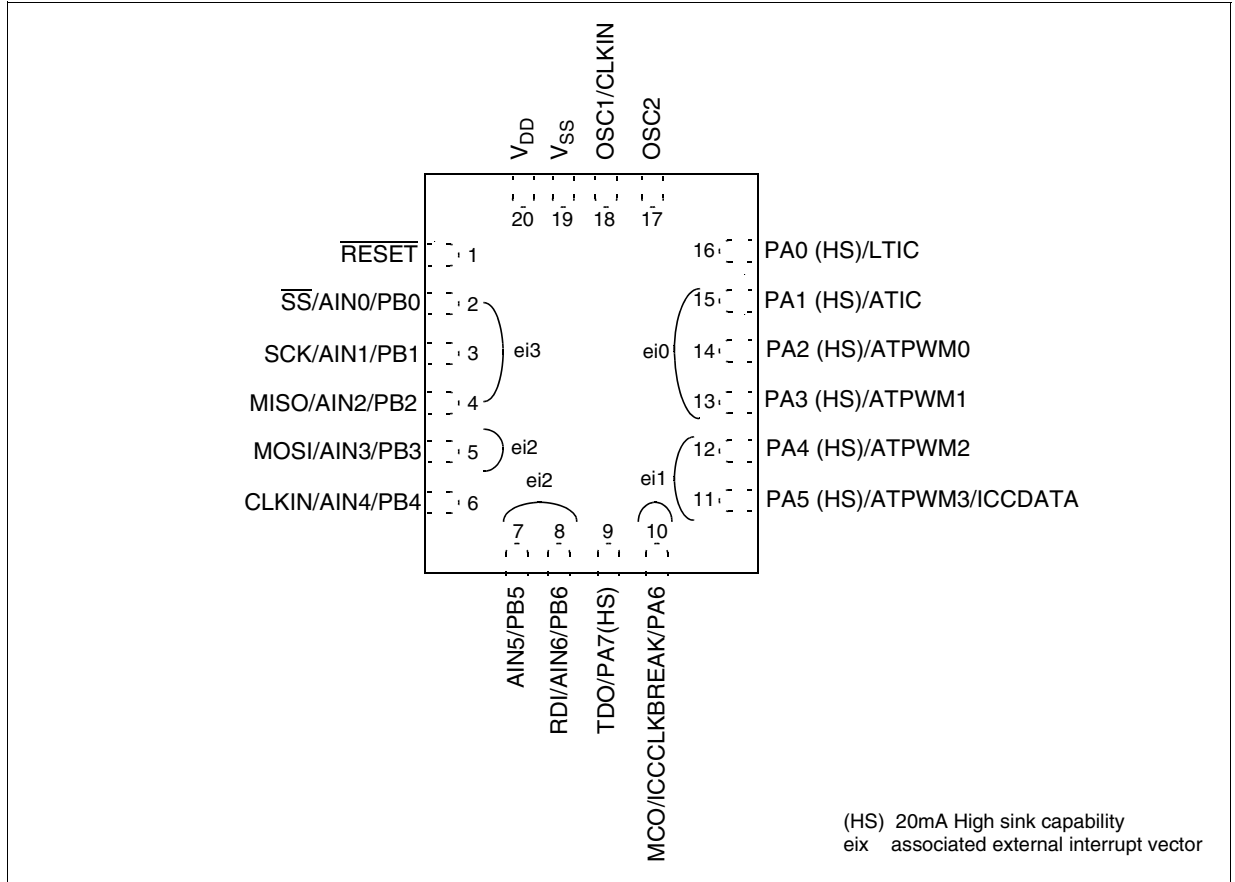 VDD
VSS
OSC1/CLKIN
OSC2
20
19
18
17
RESET
1
SS/AIN0/PB0
2
SCK/AIN1/PB1
3
ei3
MISO/AIN2/PB2
4
MOSI/AIN3/PB3
5
ei2
CLKIN/AIN4/PB4
6
ei2
7
8
9
10
16
PA0 (HS)/LTIC
15
PA1 (HS)/ATIC
ei0
14
PA2 (HS)/ATPWM0
13
PA3 (HS)/ATPWM1
12
PA4 (HS)/ATPWM2
ei1
11
PA5 (HS)/ATPWM3/ICCDATA
AIN5/PB5
RDI/AIN6/PB6
TDO/PA7(HS)
MCO/ICCCLKBREAK/PA6
(HS) 20mA High sink capability
eix associated external interrupt vector